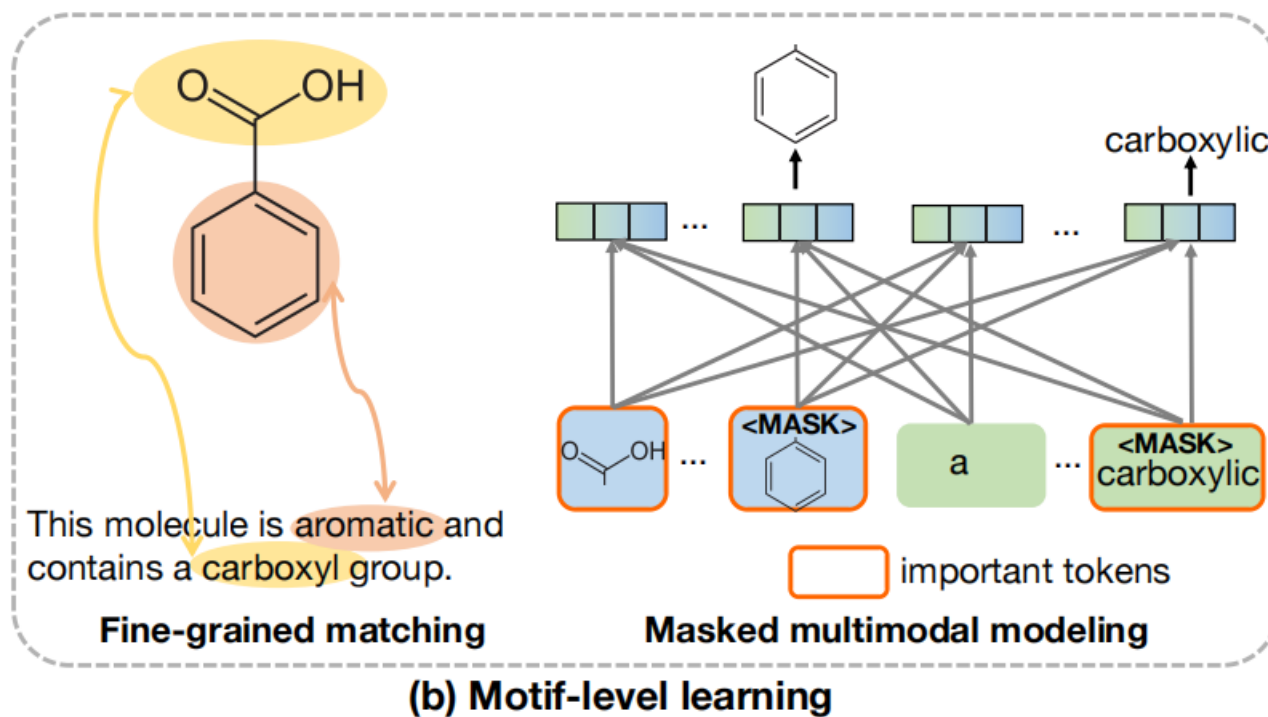 O
OH
This molecule is aromatic and
contains a carboxyl group.
Fine-grained matching
carboxylic
...
...
O
OH
...
<MASK>
a
...
<MASK>
carboxylic
important tokens
Masked multimodal modeling
(b) Motif-level learning